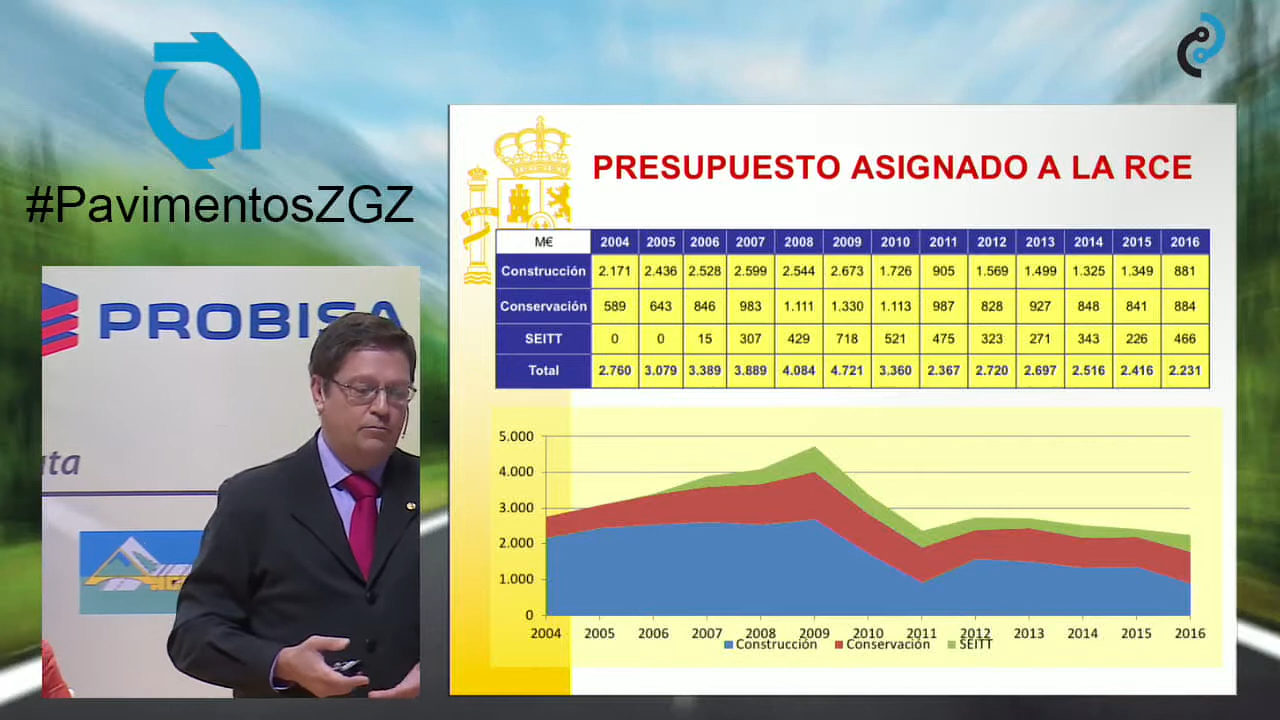 #PavimentosZGZ
PROBISA
PRESUPUESTO ASIGNADO A LA RCE
M€ 2004 2005 2006 2007 2008 2009 2010 2011 2012 2013 2014 2015 2016
Construcción 2.171 2.436 2.528 2.599 2.544 2.673 1.726 905 1.569 1.499 1.325 1.349 881
Conservación 589 643 846 983 1.111 1.330 1.113 987 828 927 848 841 884
SEITT 0 0 15 307 429 718 521 475 323 271 343 226 466
Total 2.760 3.079 3.389 3.889 4.084 4.721 3.360 2.367 2.720 2.697 2.516 2.416 2.231
5.000
4.000
3.000
2.000
1.000
0
2004 2005 2006 2007 2008 2009 2010 2011 2012 2013 2014 2015 2016
Construcción Conservación SEITT